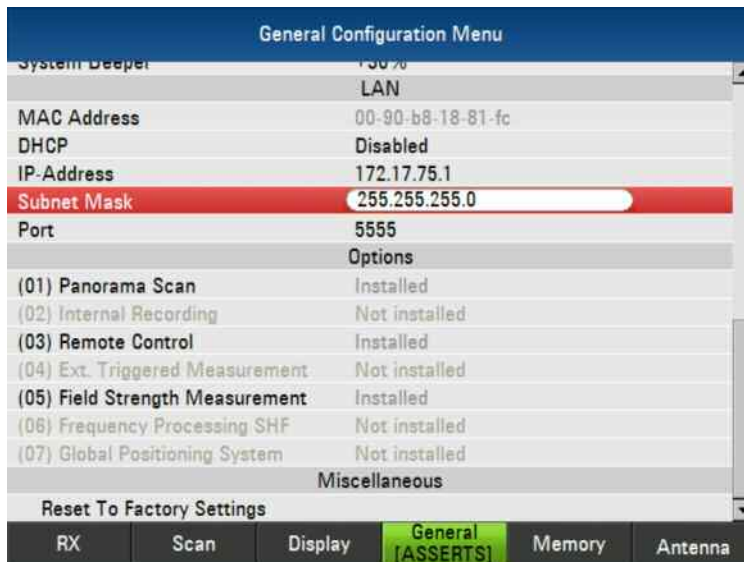 General Configuration Menu
System Beeper +50%
LAN
MAC Address 00-90-b8-18-81-fc
DHCP Disabled
IP-Address 172.17.75.1
Subnet Mask 255.255.255.0
Port 5555
Options
(01) Panorama Scan Installed
(02) Internal Recording Not installed
(03) Remote Control Installed
(04) Ext. Triggered Measurement Not installed
(05) Field Strength Measurement Installed
(06) Frequency Processing SHF Not installed
(07) Global Positioning System Not installed
Miscellaneous
Reset To Factory Settings
RX Scan Display General [ASSERTS] Memory Antenna